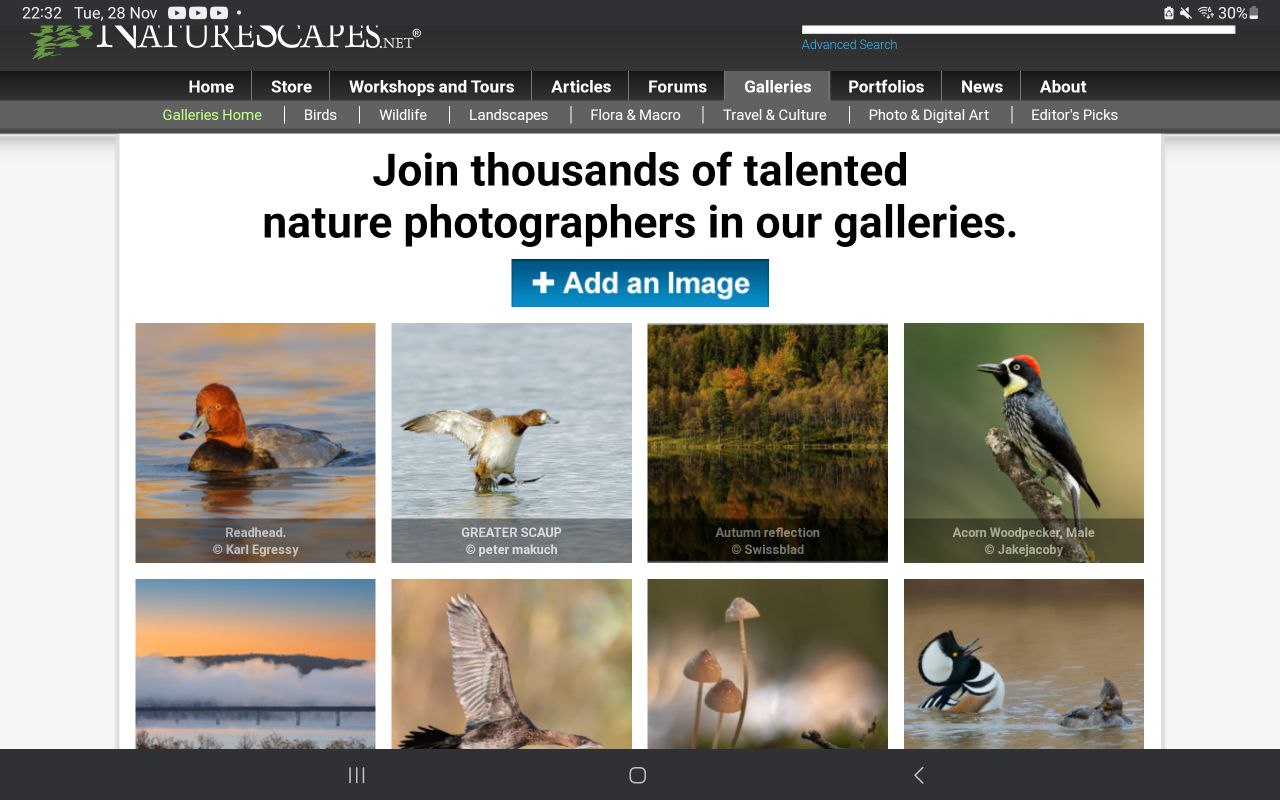 22:32 Tue, 28 Nov
30%
NATURESCAPES.NET®
Advanced Search
Home Store Workshops and Tours Articles Forums Galleries Portfolios News About
Galleries Home Birds Wildlife Landscapes Flora & Macro Travel & Culture Photo & Digital Art Editor's Picks
Join thousands of talented
nature photographers in our galleries.
+ Add an Image
Readhead.
© Karl Egressy
GREATER SCAUP
© peter makuch
Autumn reflection
© Swissblad
Acorn Woodpecker, Male
© Jakejacoby